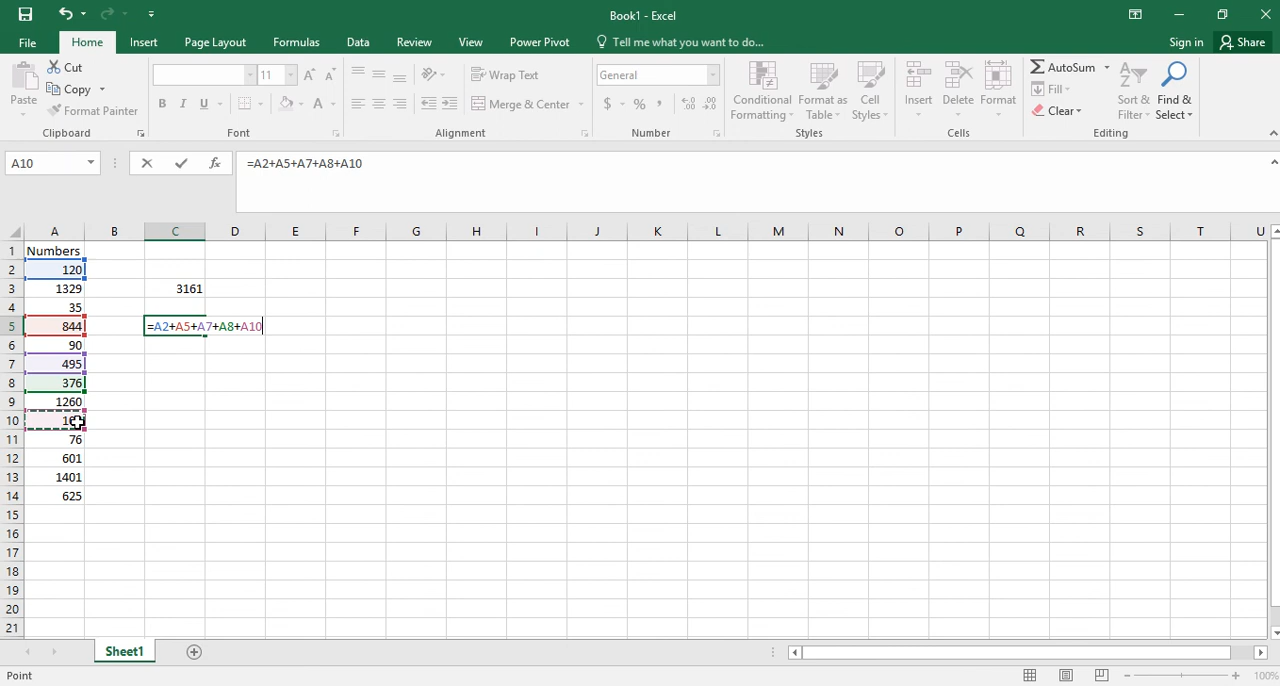 Book1 - Excel
File Home Insert Page Layout Formulas Data Review View Power Pivot Tell me what you want to do... Sign in Share
Paste Cut Copy Format Painter
11
Wrap Text Merge & Center
General
$ % ,
Conditional Formatting Format as Table Cell Styles
Insert Delete Format
AutoSum Fill Clear
Sort & Filter Find & Select
Clipboard Font Alignment Number Styles Cells Editing
A10 fx =A2+A5+A7+A8+A10
A B C D E F G H I J K L M N O P Q R S T U
1 Numbers
2 120
3 1329 3161
4 35
5 844 =A2+A5+A7+A8+A10
6 90
7 495
8 376
9 1260
10
11 76
12 601
13 1401
14 625
15
16
17
18
19
20
21
Sheet1
Point 100%